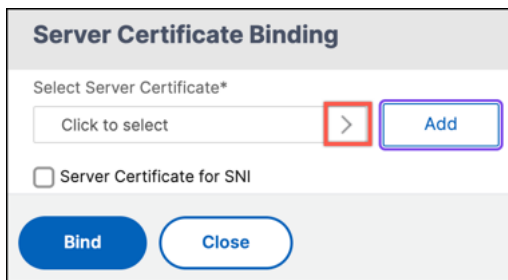 Server Certificate Binding
Select Server Certificate*
Click to select
Add
Server Certificate for SNI
Bind
Close